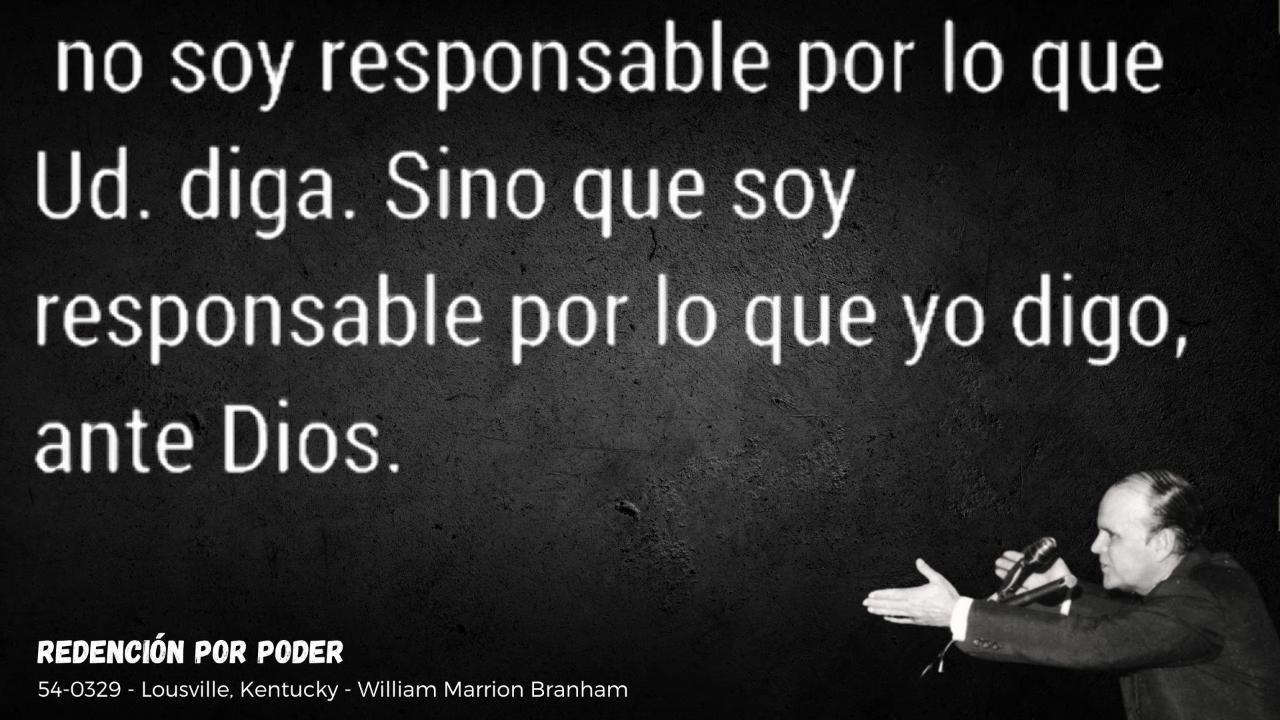 no soy responsable por lo que
Ud. diga. Sino que soy
responsable por lo que yo digo,
ante Dios.
REDENCIÓN POR PODER
54-0329 - Lousville, Kentucky - William Marrion Branham